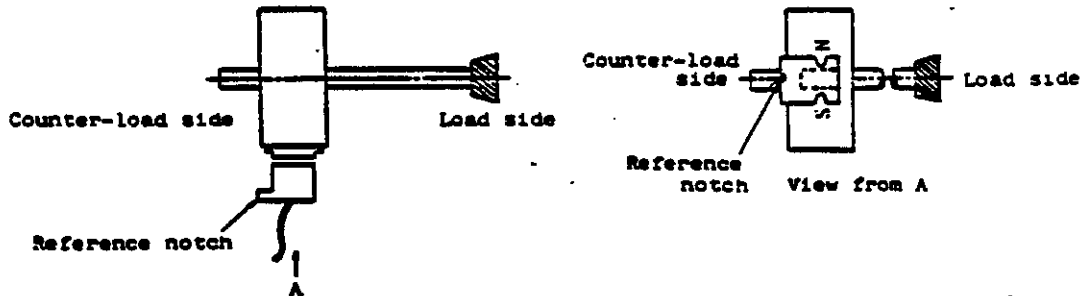 Counter-load side
Load side
Reference notch
A
Counter-load
side
N
S
Load side
Reference
notch
View from A